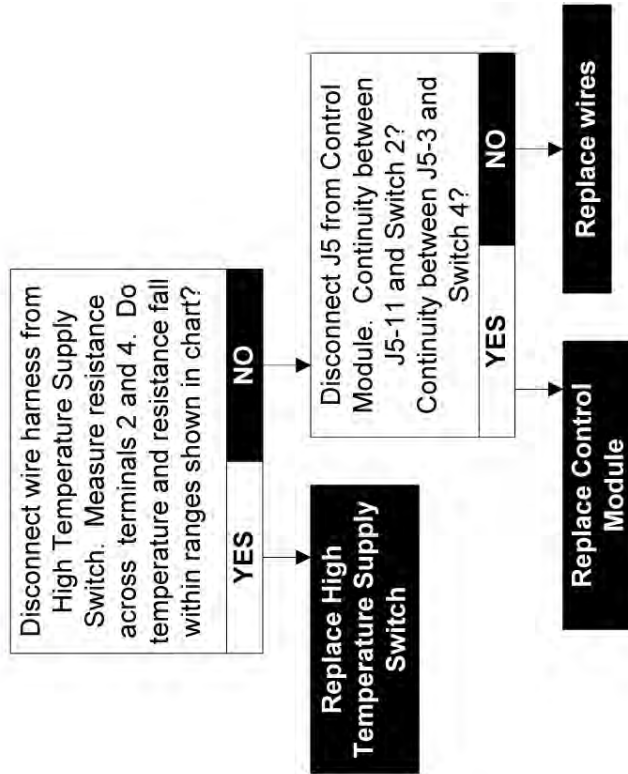 Disconnect wire harness from
High Temperature Supply
Switch. Measure resistance
across terminals 2 and 4. Do
temperature and resistance fall
within ranges shown in chart?
YES
NO
Replace High
Temperature Supply
Switch
Disconnect J5 from Control
Module. Continuity between
J5-11 and Switch 2?
Continuity between J5-3 and
Switch 4?
YES
NO
Replace Control
Module
Replace wires